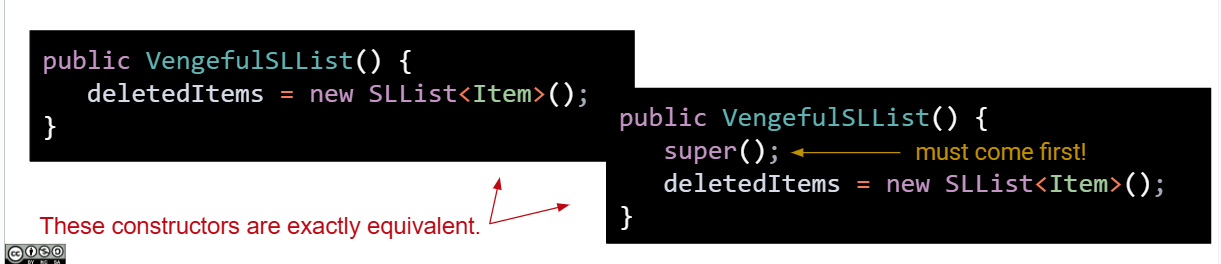 public VengefulSLList() {
deletedItems = new SLList<Item>();
}
public VengefulSLList() {
super();
must come first!
deletedItems = new SLList<Item>();
}
These constructors are exactly equivalent.
cc
BY NC SA